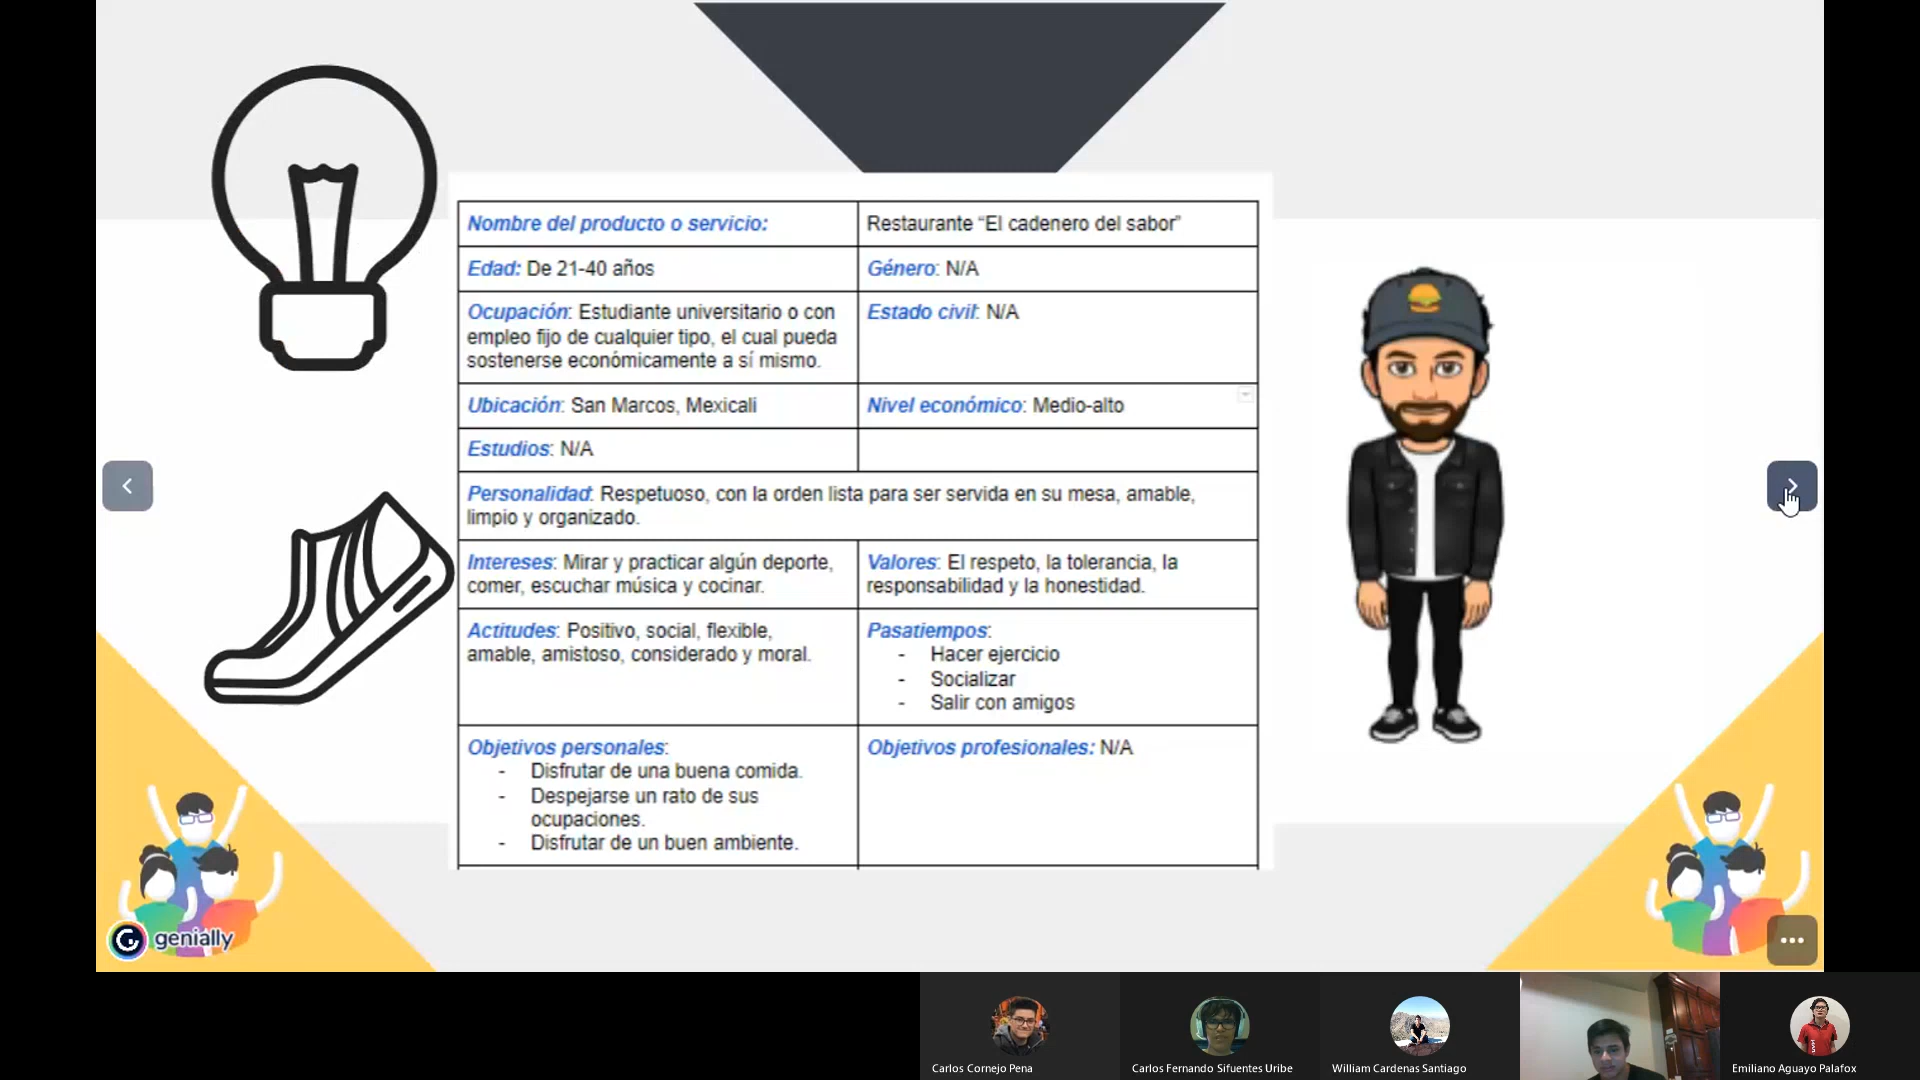 Nombre del producto o servicio:
Restaurante “El cadenero del sabor”
Edad: De 21-40 años
Género: N/A
Ocupación: Estudiante universitario o con
empleo fijo de cualquier tipo, el cual pueda
sostenerse económicamente a sí mismo.
Estado civil: N/A
Ubicación: San Marcos, Mexicali
Nivel económico: Medio-alto
Estudios: N/A
Personalidad: Respetuoso, con la orden lista para ser servida en su mesa, amable,
limpio y organizado.
Intereses: Mirar y practicar algún deporte,
comer, escuchar música y cocinar.
Valores: El respeto, la tolerancia, la
responsabilidad y la honestidad.
Actitudes: Positivo, social, flexible,
amable, amistoso, considerado y moral.
Pasatiempos:
- Hacer ejercicio
- Socializar
- Salir con amigos
Objetivos personales:
- Disfrutar de una buena comida.
- Despejarse un rato de sus
ocupaciones.
- Disfrutar de un buen ambiente.
Objetivos profesionales: N/A
genially
Carlos Cornejo Pena
Carlos Fernando Sifuentes Uribe
William Cardenas Santiago
Emiliano Aguayo Palafox